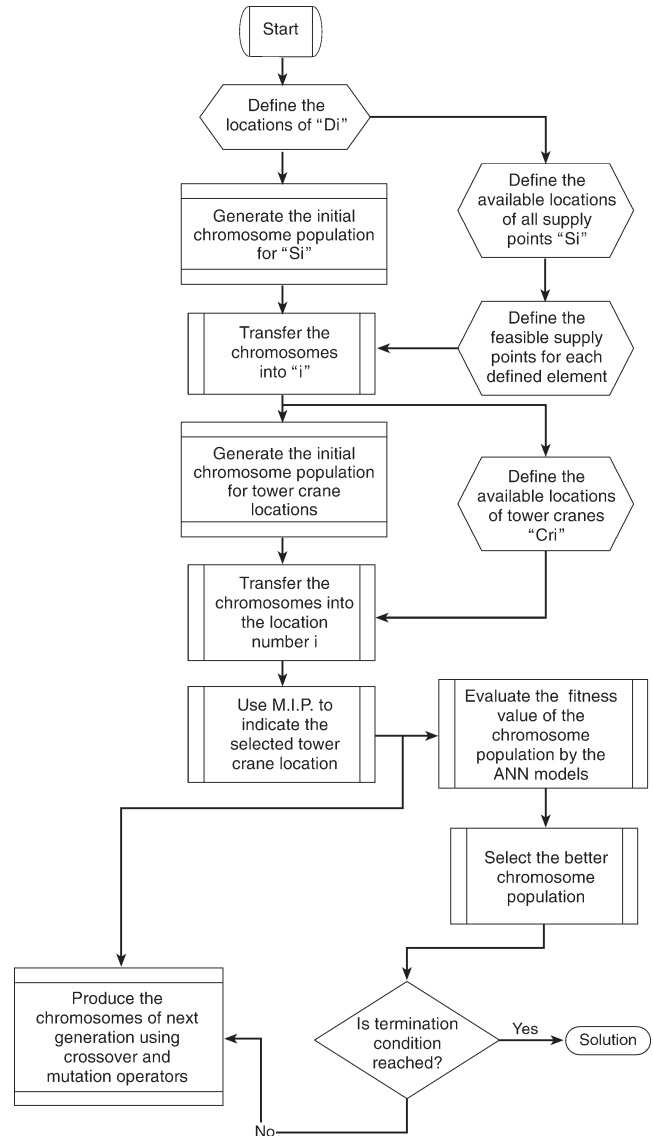 Start
Define the
locations of “Di”
Define the
available locations
of all supply
points “Si”
Generate the initial
chromosome population
for “Si”
Define the
feasible supply
points for each
defined element
Transfer the
chromosomes
into “i”
Generate the initial
chromosome population
for tower crane
locations
Define the
available locations
of tower cranes
“Cri”
Transfer the
chromosomes into
the location
number i
Use M.I.P. to
indicate the
selected tower
crane location
Evaluate the fitness
value of the
chromosome
population by the
ANN models
Select the better
chromosome
population
Produce the
chromosomes of next
generation using
crossover and
mutation operators
Is termination
condition
reached?
Yes
Solution
No